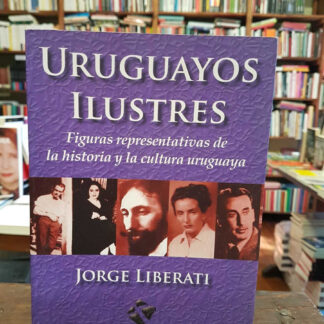 URUGUAYOS
ILUSTRES
Figuras representativas de
la historia y la cultura uruguaya
JORGE LIBERATI